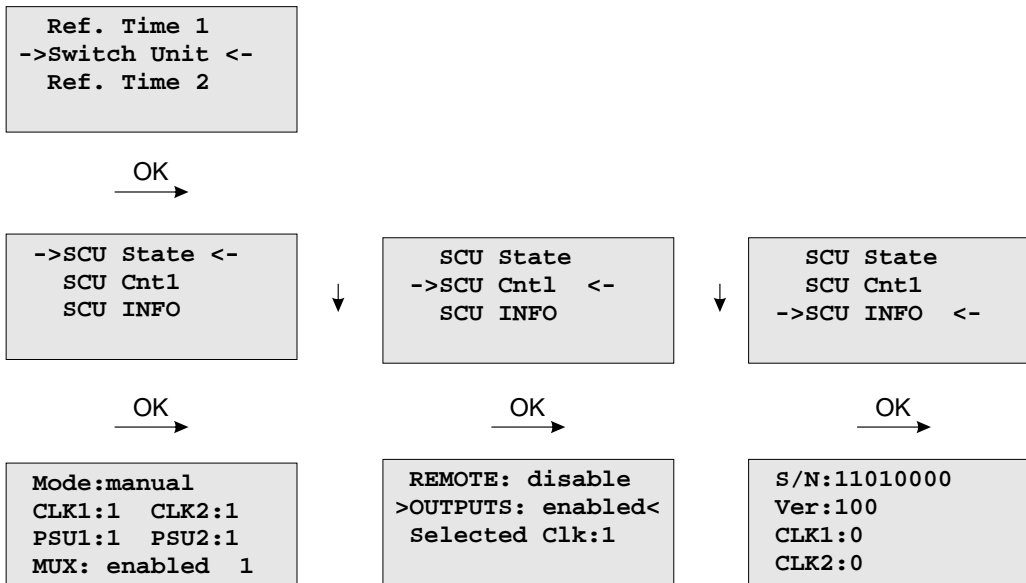 Ref. Time 1
->Switch Unit <-
Ref. Time 2
OK
->SCU State <-
SCU Cnt1
SCU INFO
SCU State
->SCU Cntl <-
SCU INFO
SCU State
SCU Cnt1
->SCU INFO <-
OK
OK
OK
Mode:manual
CLK1:1 CLK2:1
PSU1:1 PSU2:1
MUX: enabled 1
REMOTE: disable
>OUTPUTS: enabled<
Selected Clk:1
S/N:11010000
Ver:100
CLK1:0
CLK2:0